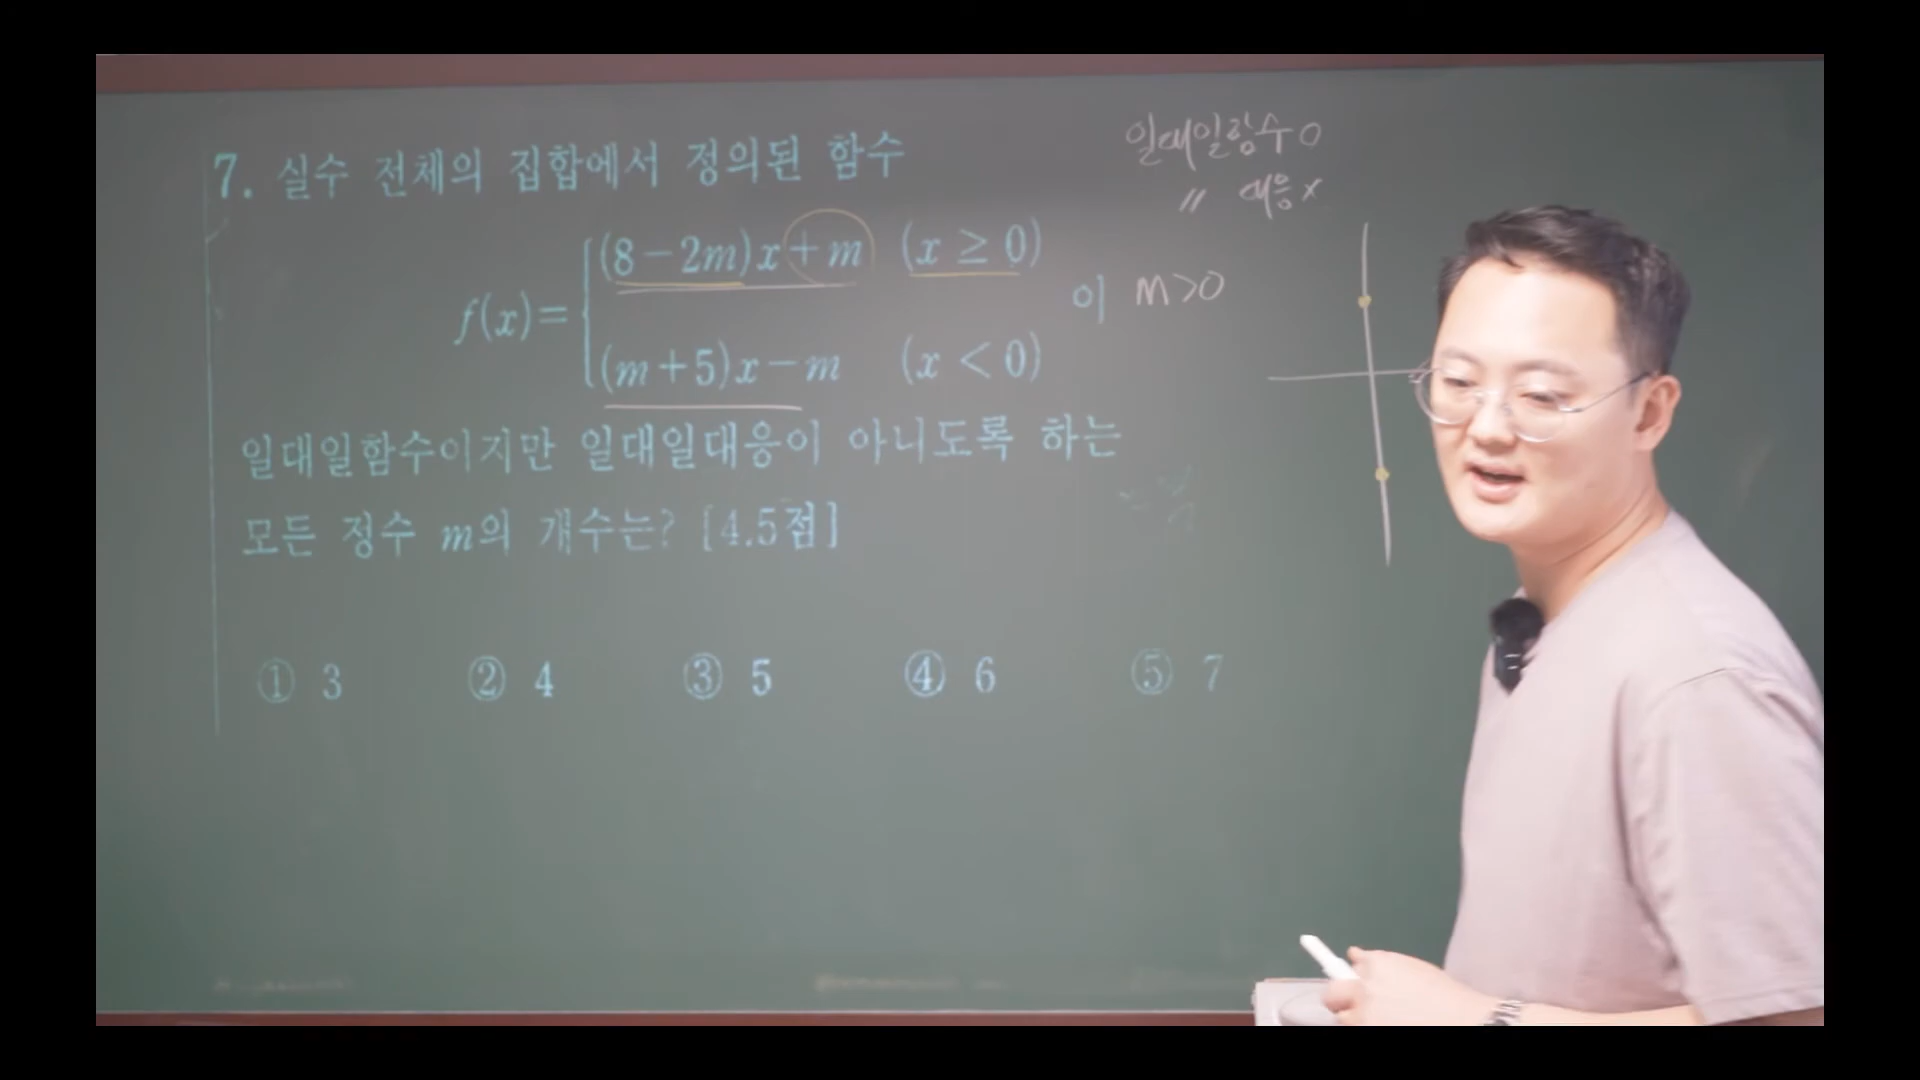 7. 실수 전체의 집합에서 정의된 함수
f(x)= { (8-2m)x+m (x ≥ 0)
(m+5)x-m (x < 0)
이
일대일함수이지만 일대일대응이 아니도록 하는
모든 정수 m의 개수는? [4.5점]
① 3 ② 4 ③ 5 ④ 6 ⑤ 7
일대일함수 O
〃 대응 x
m>0